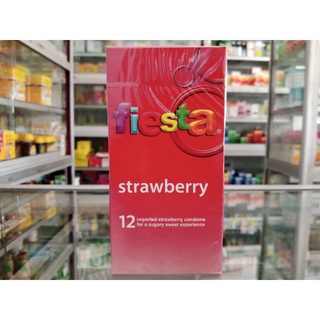 fiesta®
strawberry
12 imported strawberry condoms
for a sugary sweet experience